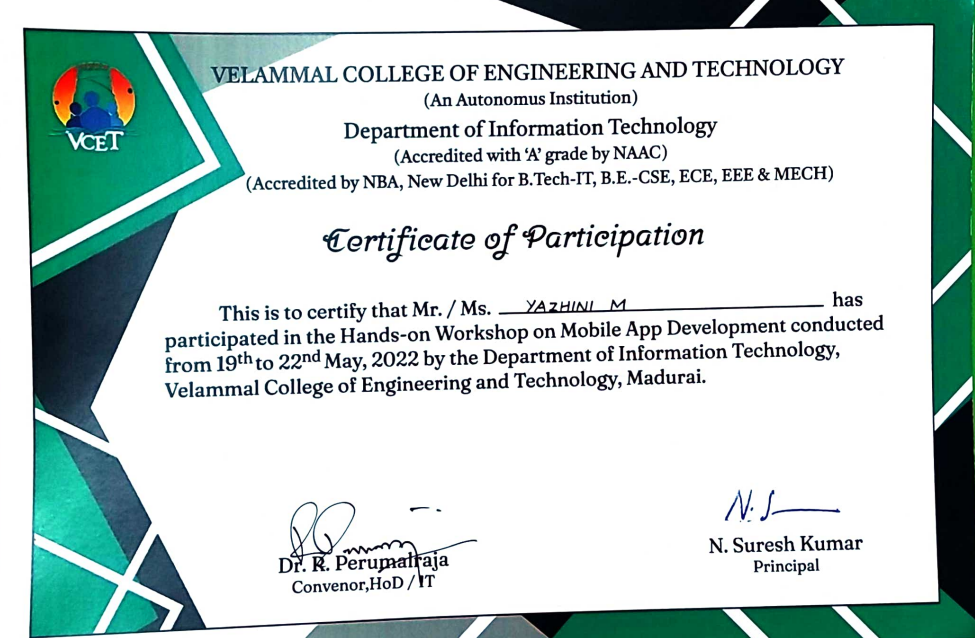 VCET
VELAMMAL COLLEGE OF ENGINEERING AND TECHNOLOGY
(An Autonomus Institution)
Department of Information Technology
(Accredited with 'A' grade by NAAC)
(Accredited by NBA, New Delhi for B.Tech-IT, B.E.-CSE, ECE, EEE & MECH)
Certificate of Participation
This is to certify that Mr. / Ms. YAZHINI M has
participated in the Hands-on Workshop on Mobile App Development conducted
from 19th to 22nd May, 2022 by the Department of Information Technology,
Velammal College of Engineering and Technology, Madurai.
Dr. R. Perumalraja
Convenor,HoD / IT
N. Suresh Kumar
Principal